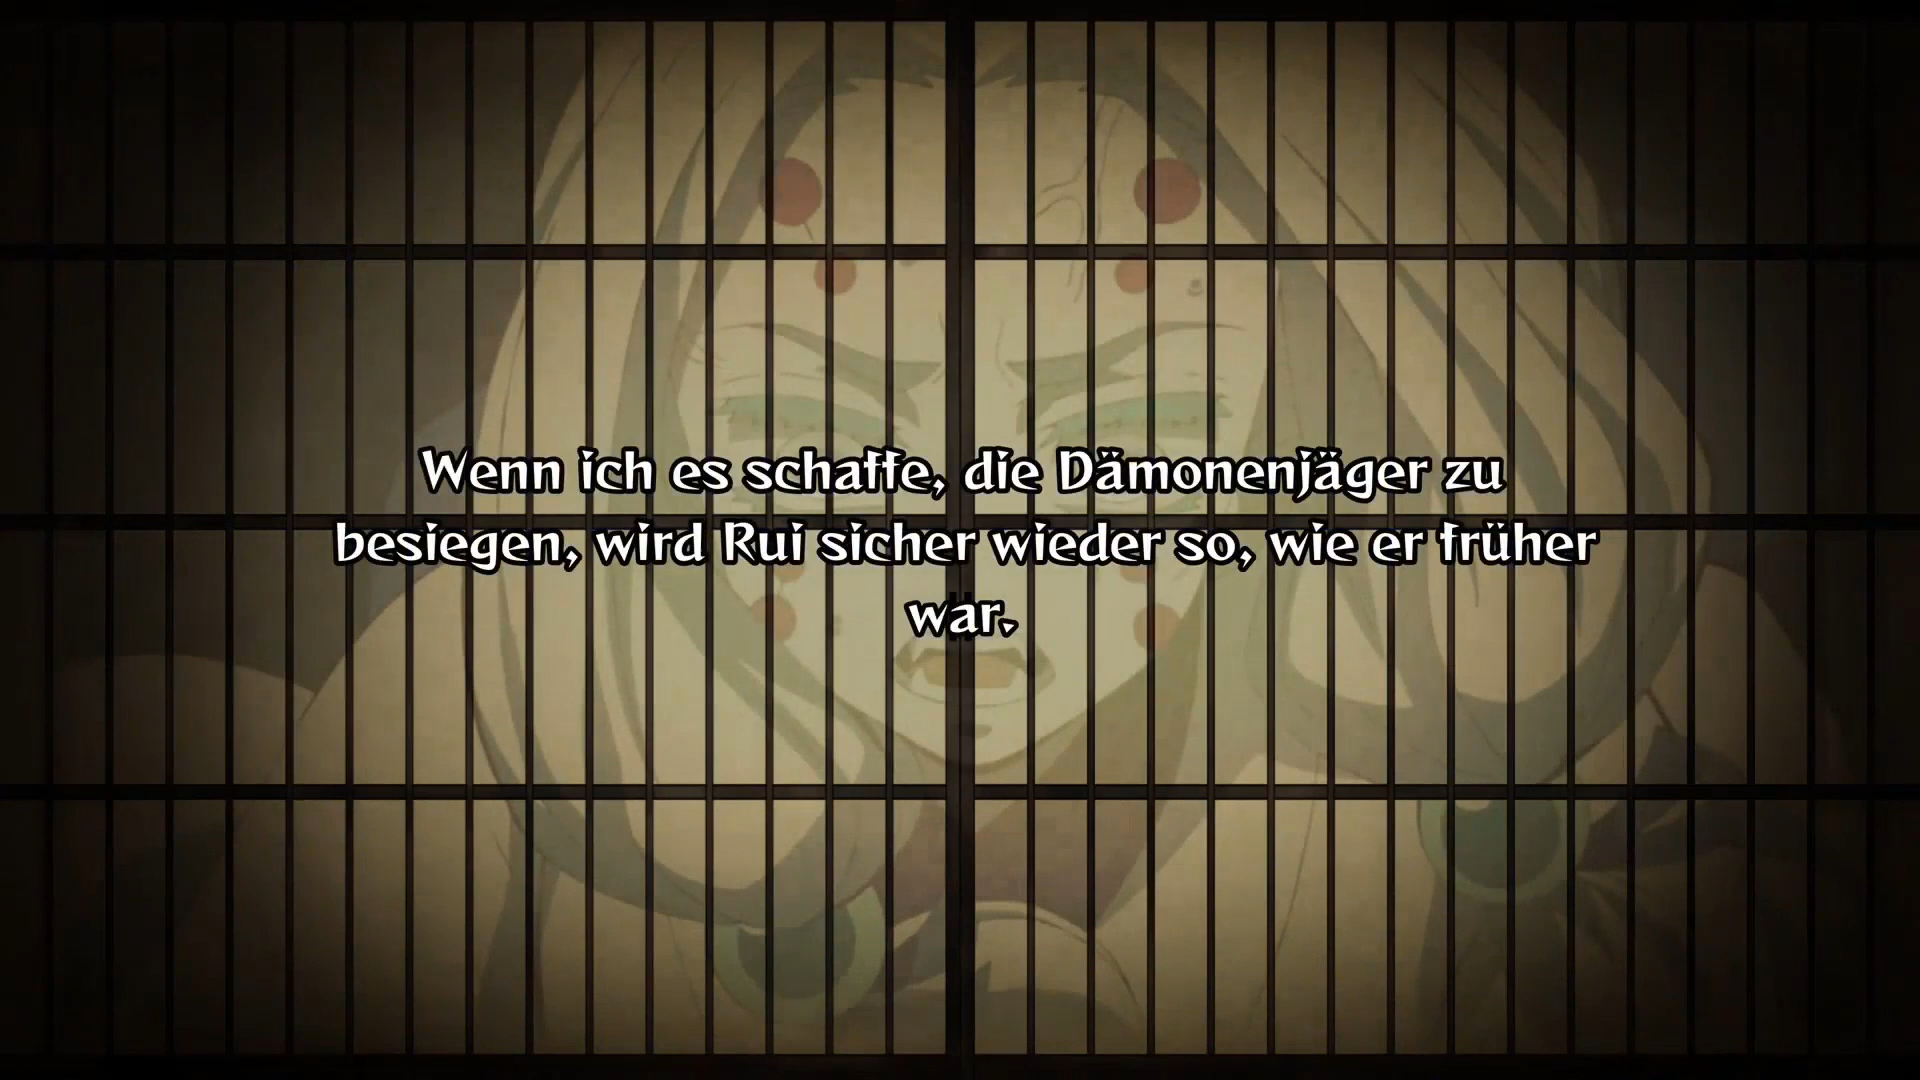 Wenn ich es schaffe, die Dämonenjäger zu
besiegen, wird Rui sicher wieder so, wie er früher
war.